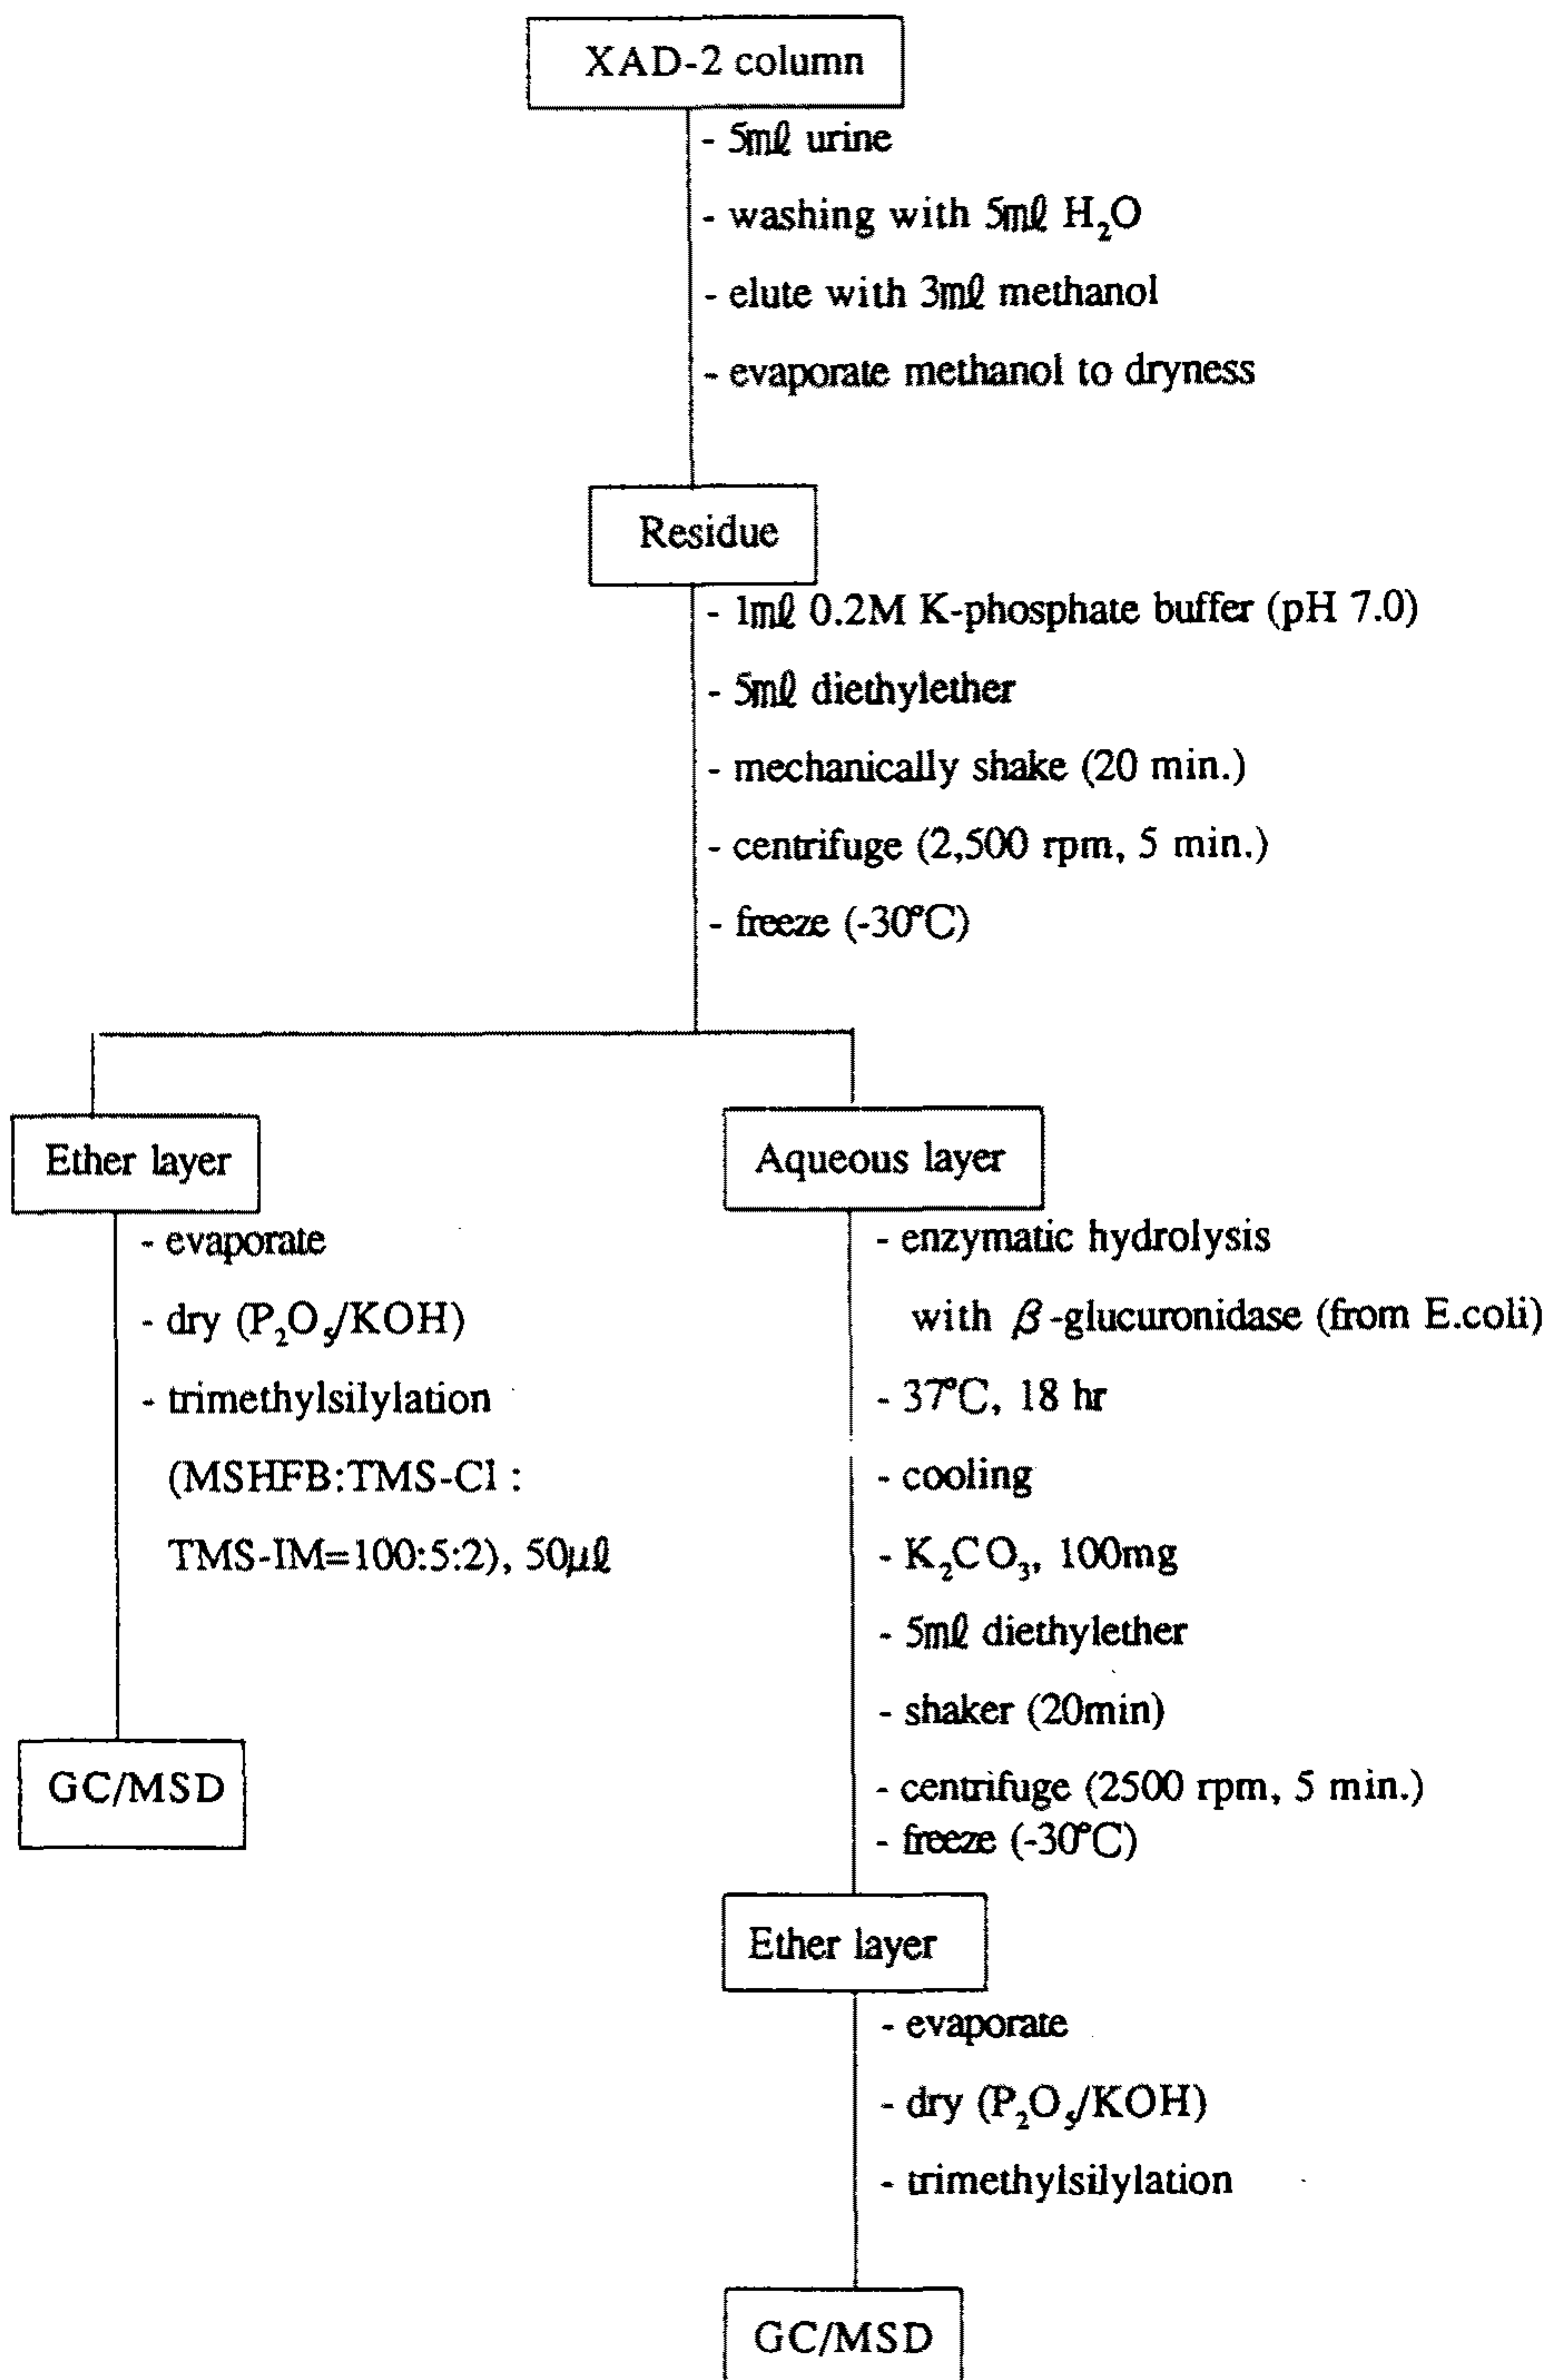 XAD-2 column
- 5㎖ urine
- washing with 5㎖ H₂O
- elute with 3㎖ methanol
- evaporate methanol to dryness
Residue
- 1㎖ 0.2M K-phosphate buffer (pH 7.0)
- 5㎖ diethylether
- mechanically shake (20 min.)
- centrifuge (2,500 rpm, 5 min.)
- freeze (-30℃)
Ether layer
- evaporate
- dry (P₂O₅/KOH)
- trimethylsilylation
(MSHFB:TMS-Cl :
TMS-IM=100:5:2), 50㎕
GC/MSD
Aqueous layer
- enzymatic hydrolysis
with β-glucuronidase (from E.coli)
- 37℃, 18 hr
- cooling
- K₂CO₃, 100mg
- 5㎖ diethylether
- shaker (20min)
- centrifuge (2500 rpm, 5 min.)
- freeze (-30℃)
Ether layer
- evaporate
- dry (P₂O₅/KOH)
- trimethylsilylation
GC/MSD